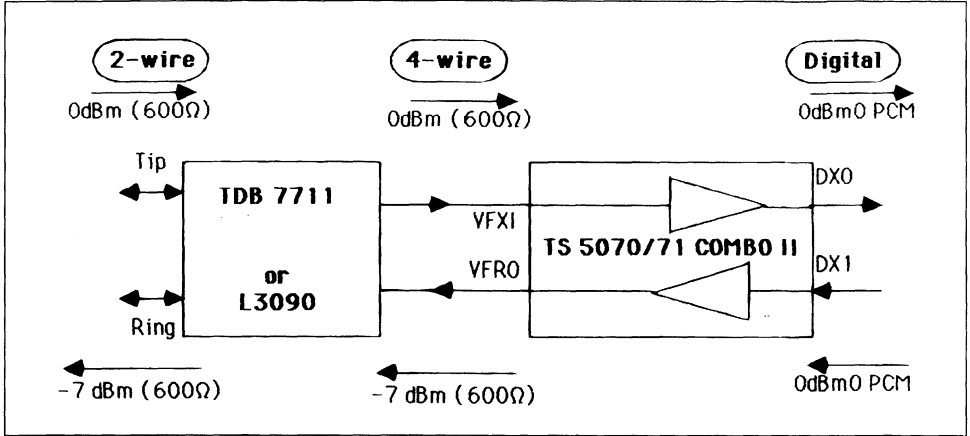 2-wire 4-wire Digital
0dBm (600Ω) 0dBm (600Ω) 0dBm0 PCM
Tip
TDB 7711
or
L3090
Ring
VFXI
VFRO
TS 5070/71 COMBO II
DX0
DX1
-7 dBm (600Ω) -7 dBm (600Ω) 0dBm0 PCM